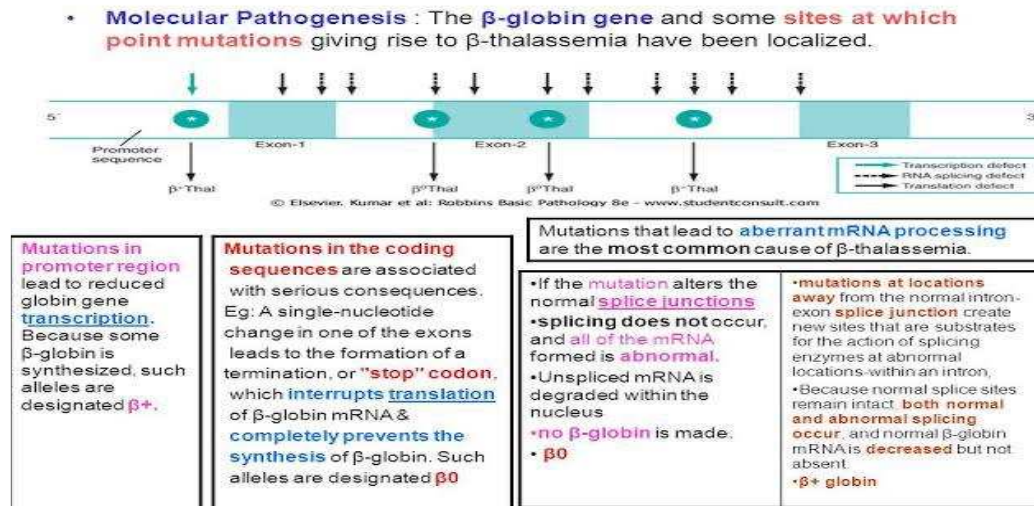 • Molecular Pathogenesis : The β-globin gene and some sites at which
point mutations giving rise to β-thalassemia have been localized.
5´
3
Promoter
sequence
Exon-1
Exon-2
Exon-3
β+Thal
β0Thal
β0Thal
β+Thal
Transcription defect
RNA splicing defect
Translation defect
© Elsevier. Kumar et al: Robbins Basic Pathology 8e - www.studentconsult.com
Mutations in
promoter region
lead to reduced
globin gene
transcription.
Because some
β-globin is
synthesized, such
alleles are
designated β+.
Mutations in the coding
sequences are associated
with serious consequences.
Eg: A single-nucleotide
change in one of the exons
leads to the formation of a
termination, or "stop" codon,
which interrupts translation
of β-globin mRNA &
completely prevents the
synthesis of β-globin. Such
alleles are designated β0
Mutations that lead to aberrant mRNA processing
are the most common cause of β-thalassemia.
•If the mutation alters the
normal splice junctions
•splicing does not occur,
and all of the mRNA
formed is abnormal.
•Unspliced mRNA is
degraded within the
nucleus
•no β-globin is made.
• β0
•mutations at locations
away from the normal intron-
exon splice junction create
new sites that are substrates
for the action of splicing
enzymes at abnormal
locations-within an intron,
•Because normal splice sites
remain intact, both normal
and abnormal splicing
occur, and normal β-globin
mRNA is decreased but not
absent.
•β+ globin